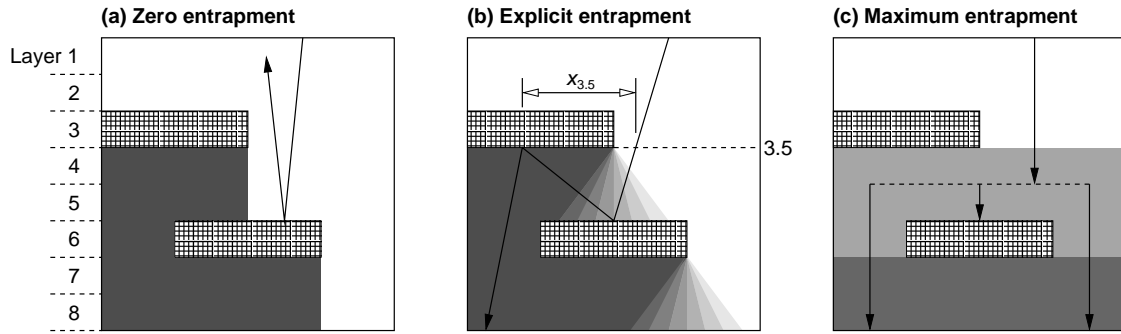 (a) Zero entrapment
(b) Explicit entrapment
(c) Maximum entrapment
Layer 1
2
3
4
5
6
7
8
x3.5
3.5